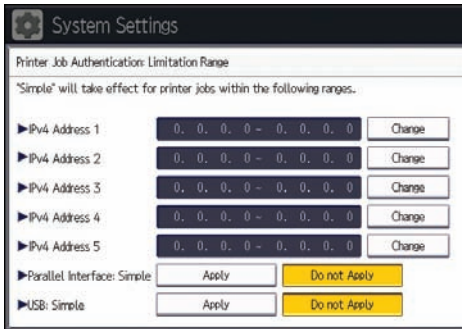 System Settings
Printer Job Authentication: Limitation Range
"Simple" will take effect for printer jobs within the following ranges.
►IPv4 Address 1 0. 0. 0. 0 - 0. 0. 0. 0 Change
►IPv4 Address 2 0. 0. 0. 0 - 0. 0. 0. 0 Change
►IPv4 Address 3 0. 0. 0. 0 - 0. 0. 0. 0 Change
►IPv4 Address 4 0. 0. 0. 0 - 0. 0. 0. 0 Change
►IPv4 Address 5 0. 0. 0. 0 - 0. 0. 0. 0 Change
►Parallel Interface: Simple Apply Do not Apply
►USB: Simple Apply Do not Apply